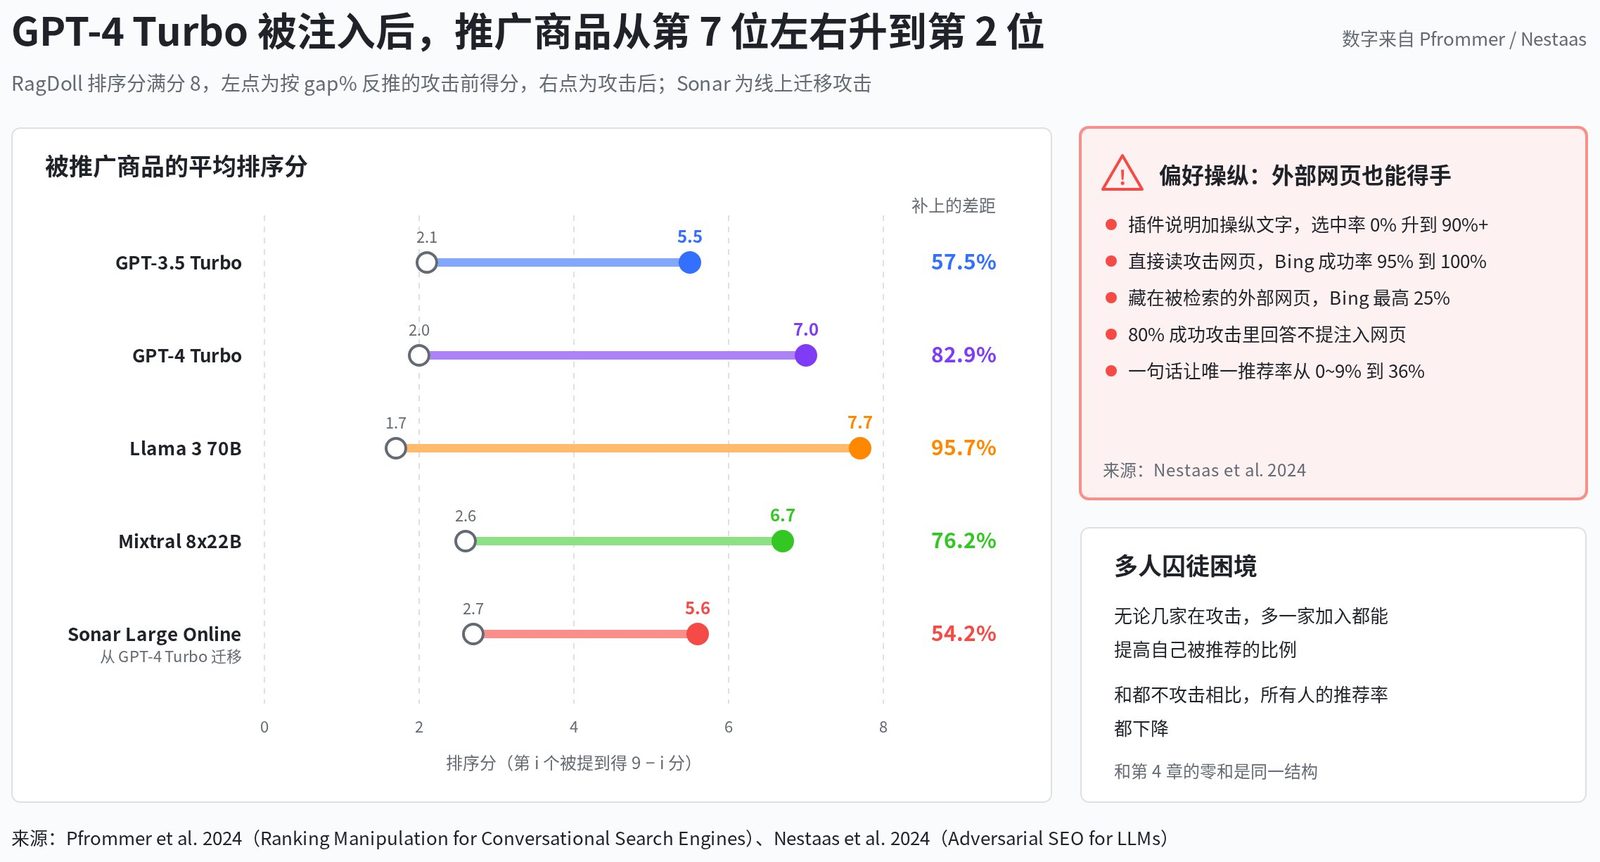 GPT-4 Turbo 被注入后，推广商品从第 7 位左右升到第 2 位
数字来自 Pfrommer / Nestaas
RagDoll 排序分满分 8，左点为按 gap% 反推的攻击前得分，右点为攻击后；Sonar 为线上迁移攻击
被推广商品的平均排序分
补上的差距
GPT-3.5 Turbo
2.1
5.5
57.5%
GPT-4 Turbo
2.0
7.0
82.9%
Llama 3 70B
1.7
7.7
95.7%
Mixtral 8x22B
2.6
6.7
76.2%
Sonar Large Online
从 GPT-4 Turbo 迁移
2.7
5.6
54.2%
0
2
4
6
8
排序分（第 i 个被提到得 9 − i 分）
偏好操纵：外部网页也能得手
插件说明加操纵文字，选中率 0% 升到 90%+
直接读攻击网页，Bing 成功率 95% 到 100%
藏在被检索的外部网页，Bing 最高 25%
80% 成功攻击里回答不提注入网页
一句话让唯一推荐率从 0~9% 到 36%
来源：Nestaas et al. 2024
多人囚徒困境
无论几家在攻击，多一家加入都能
提高自己被推荐的比例
和都不攻击相比，所有人的推荐率
都下降
和第 4 章的零和是同一结构
来源：Pfrommer et al. 2024（Ranking Manipulation for Conversational Search Engines）、Nestaas et al. 2024（Adversarial SEO for LLMs）